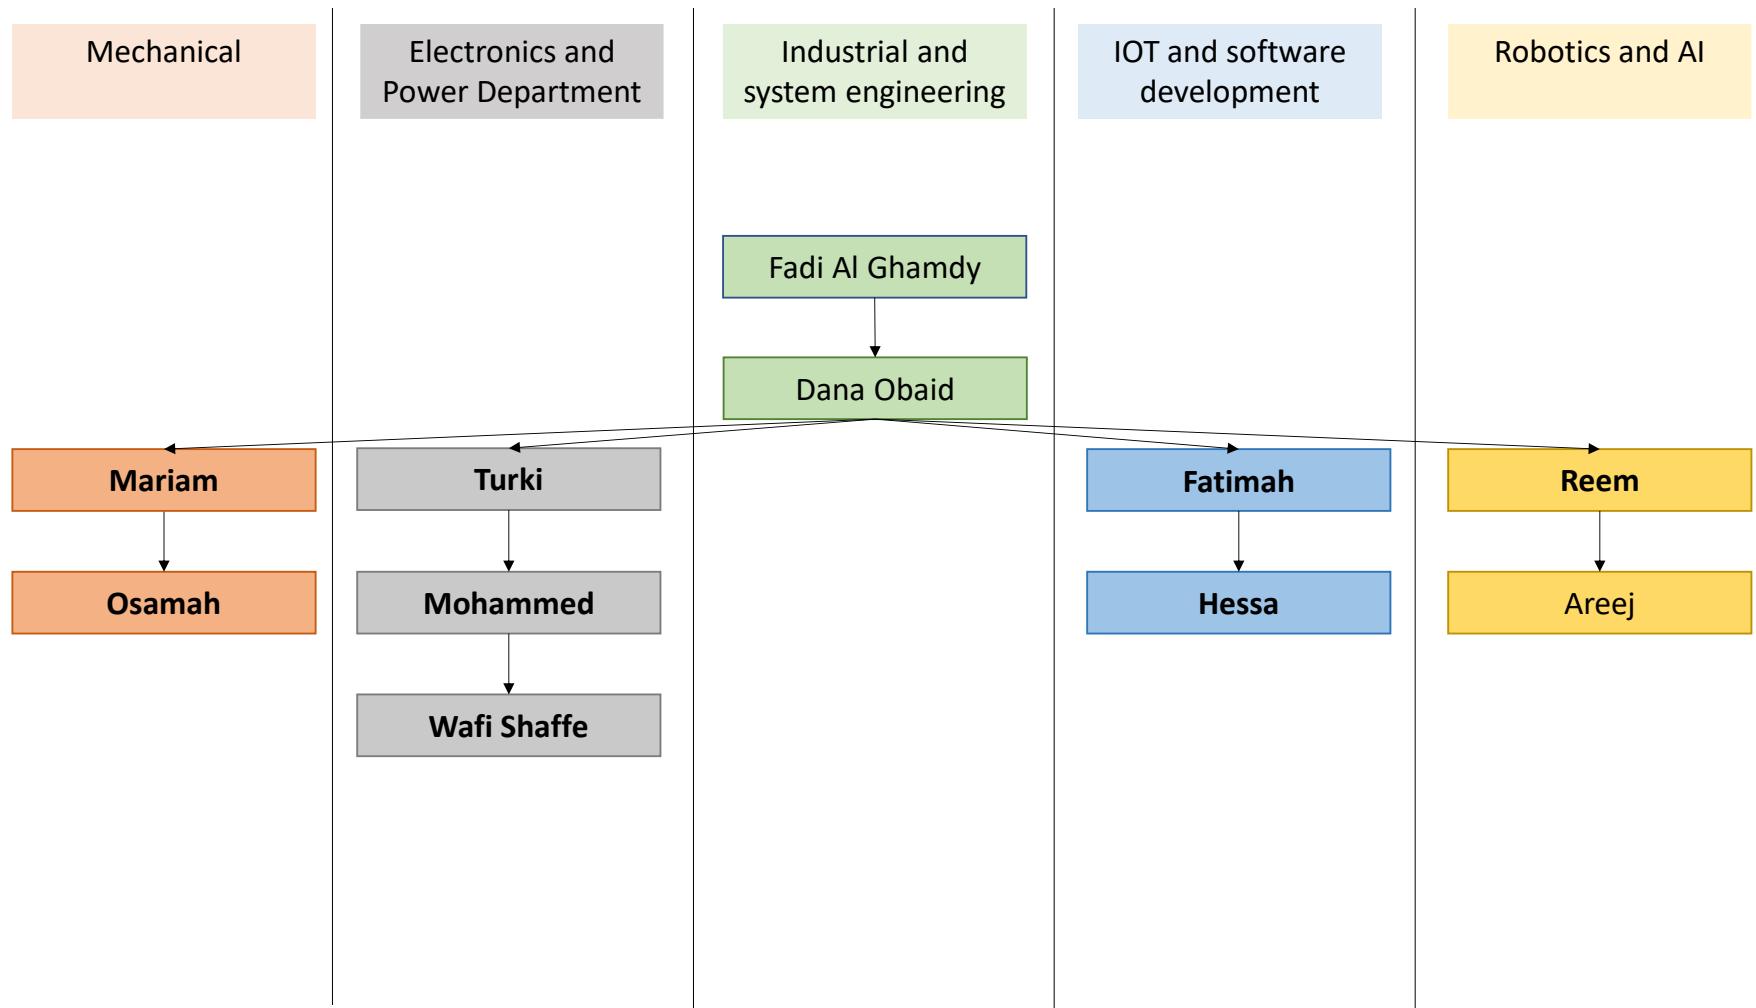 Mechanical
Electronics and
Power Department
Industrial and
system engineering
IOT and software
development
Robotics and AI
Fadi Al Ghamdy
Dana Obaid
Mariam
Turki
Fatimah
Reem
Osamah
Mohammed
Hessa
Areej
Wafi Shaffe